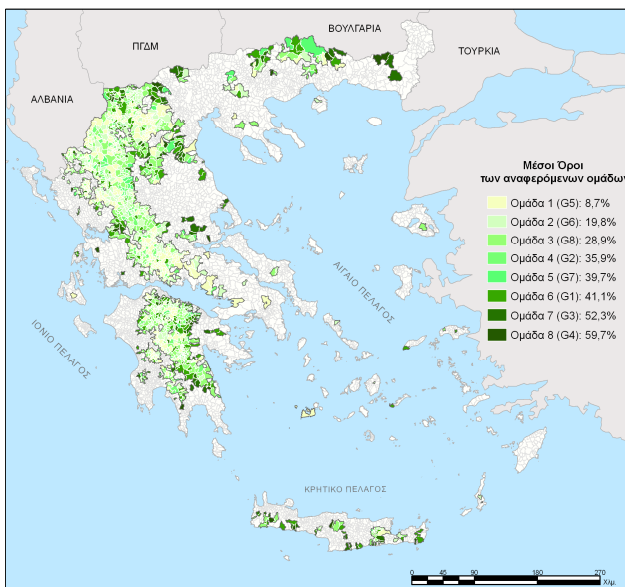 ΒΟΥΛΓΑΡΙΑ
ΠΓΔΜ
ΤΟΥΡΚΙΑ
ΑΛΒΑΝΙΑ
Μέσοι Όροι
των αναφερόμενων ομάδων
Ομάδα 1 (G5): 8,7%
Ομάδα 2 (G6): 19,8%
Ομάδα 3 (G8): 28,9%
Ομάδα 4 (G2): 35,9%
Ομάδα 5 (G7): 39,7%
Ομάδα 6 (G1): 41,1%
Ομάδα 7 (G3): 52,3%
Ομάδα 8 (G4): 59,7%
ΑΙΓΑΙΟ ΠΕΛΑΓΟΣ
ΙΟΝΙΟ ΠΕΛΑΓΟΣ
ΚΡΗΤΙΚΟ ΠΕΛΑΓΟΣ
0 45 90 180 270
Χλμ.